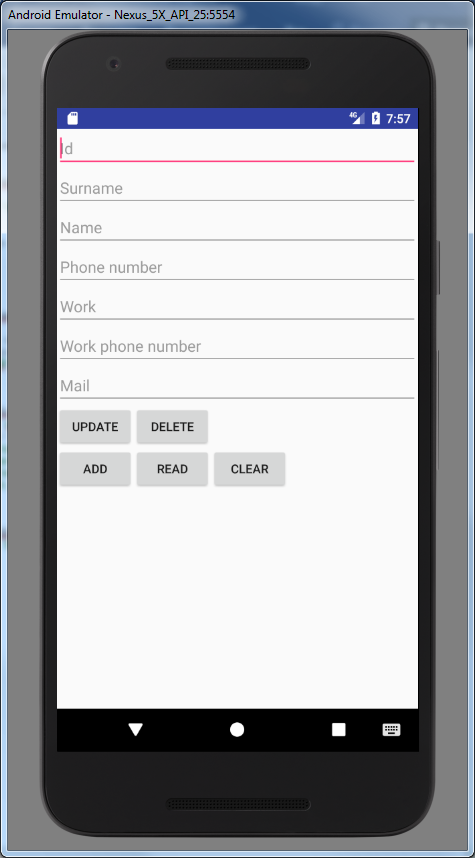 Android Emulator - Nexus_5X_API_25:5554
4G 7:57
Id
Surname
Name
Phone number
Work
Work phone number
Mail
UPDATE DELETE
ADD READ CLEAR